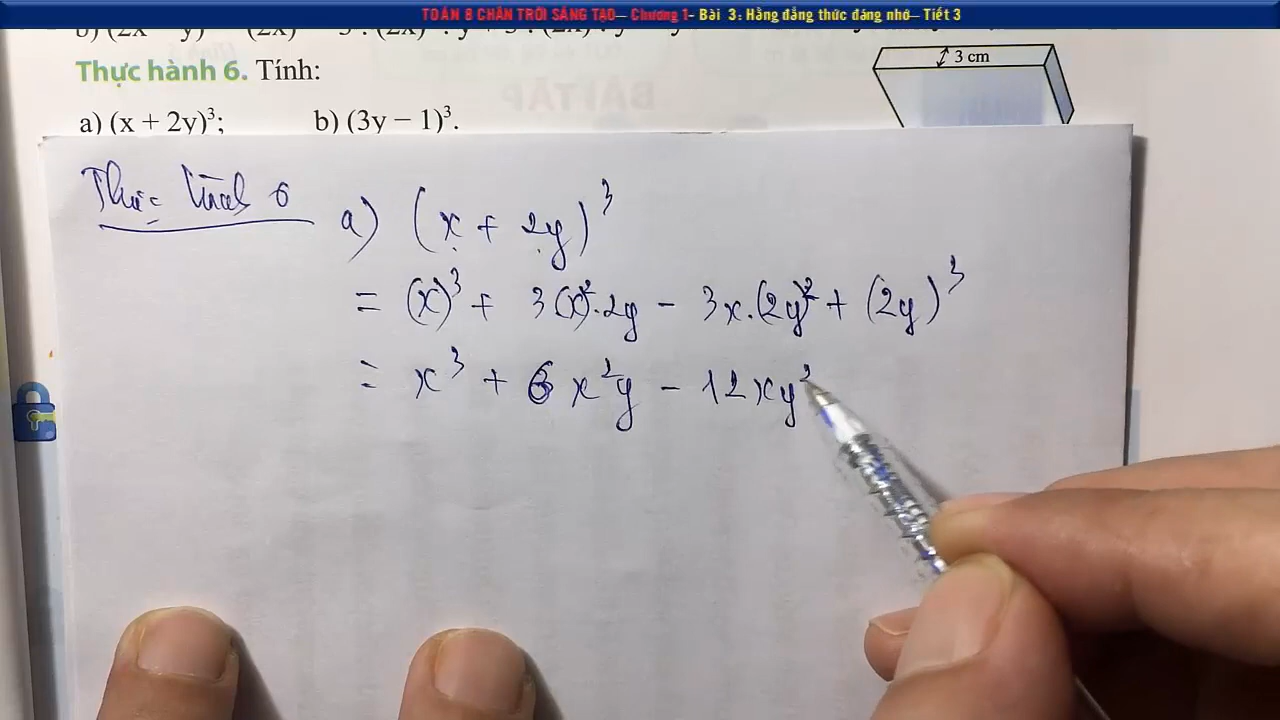 TOÁN 8 CHÂN TRỜI SÁNG TẠO– Chương 1- Bài 3: Hằng đẳng thức đáng nhớ– Tiết 3
Thực hành 6. Tính:
3 cm
a) (x + 2y)³; b) (3y − 1)³.
Thực hành 6 a) (x + 2y)³
= (x)³ + 3(x)².2y − 3x.(2y)² + (2y)³
= x³ + 6x²y − 12xy²